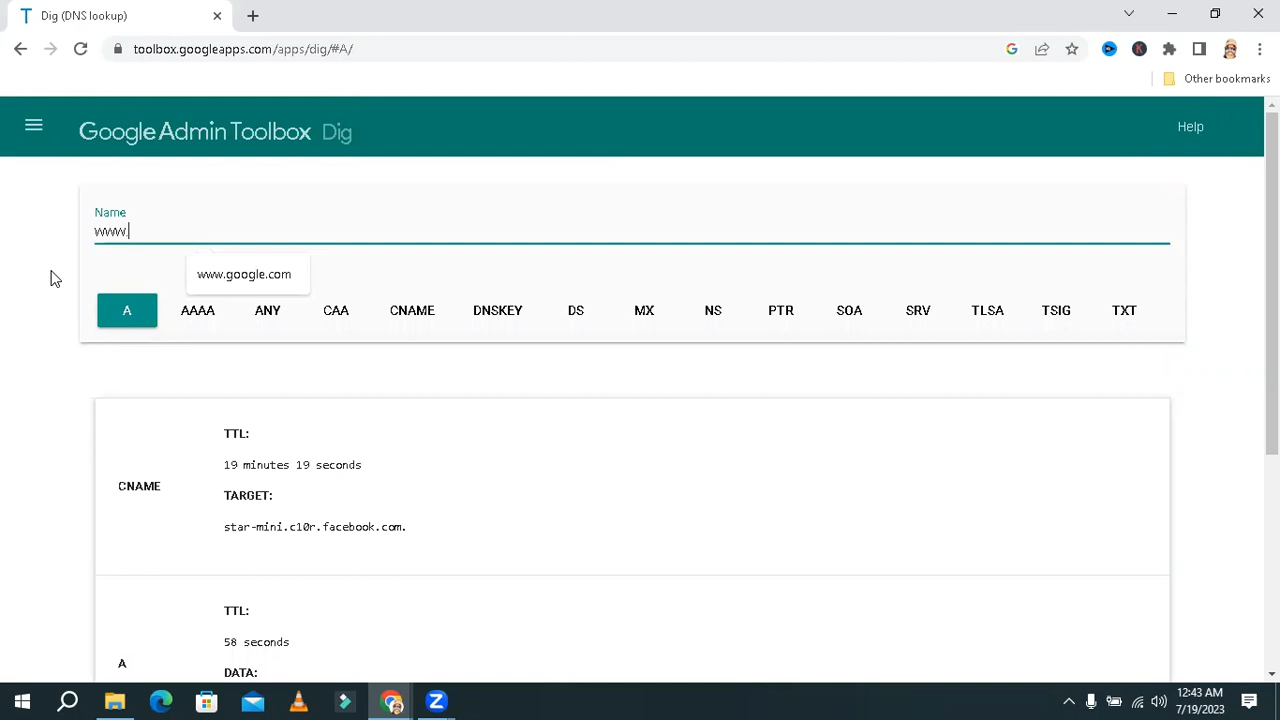 Dig (DNS lookup)
toolbox.googleapps.com/apps/dig/#A/
Other bookmarks
Google Admin Toolbox Dig
Help
Name
www.
www.google.com
A AAAA ANY CAA CNAME DNSKEY DS MX NS PTR SOA SRV TLSA TSIG TXT
TTL:
19 minutes 19 seconds
CNAME
TARGET:
star-mini.c10r.facebook.com.
TTL:
58 seconds
A
DATA:
12:43 AM
7/19/2023